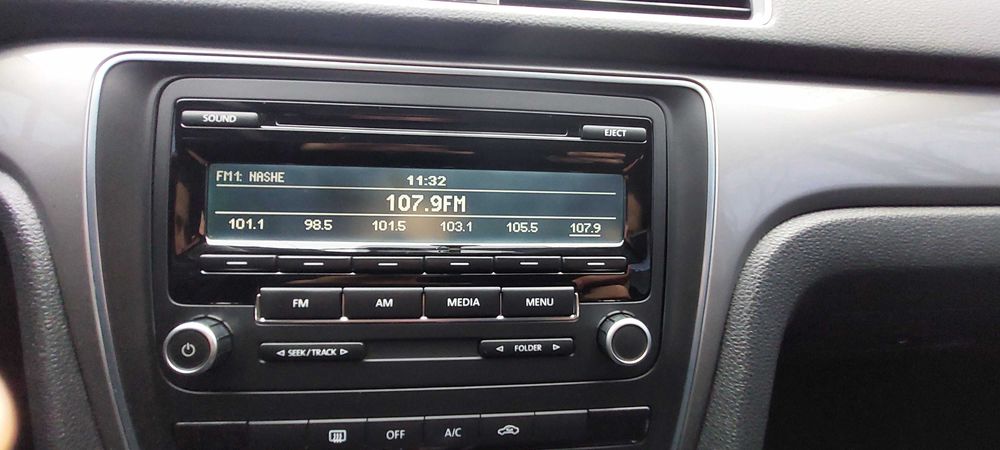 SOUND EJECT
FM1: NASHE
11:32
107.9FM
101.1 98.5 101.5 103.1 105.5 107.9
FM AM MEDIA MENU
SEEK/TRACK FOLDER
OFF A/C